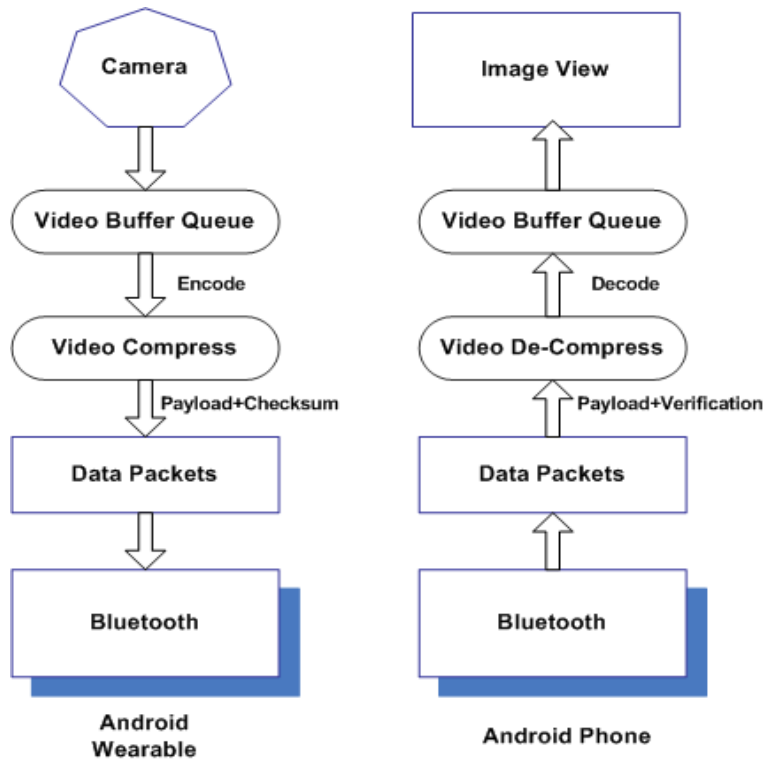 Camera
Video Buffer Queue
Encode
Video Compress
Payload+Checksum
Data Packets
Bluetooth
Android
Wearable
Image View
Video Buffer Queue
Decode
Video De-Compress
Payload+Verification
Data Packets
Bluetooth
Android Phone